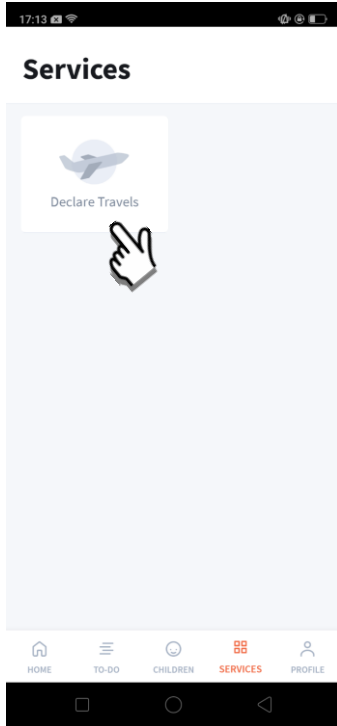 17:13
Services
Declare Travels
HOME TO-DO CHILDREN SERVICES PROFILE